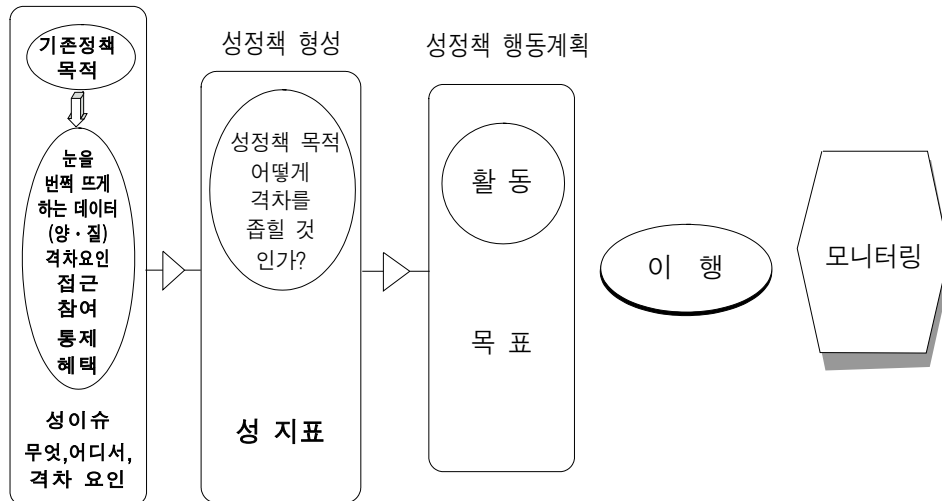 기존정책
목적
눈을
번쩍 뜨게
하는 데이터
(양·질)
격차요인
접근
참여
통제
혜택
성이슈
무엇,어디서,
격차 요인
성정책 형성
성정책 목적
어떻게
격차를
좁힐 것
인가?
성 지표
성정책 행동계획
활 동
목 표
이 행
모니터링